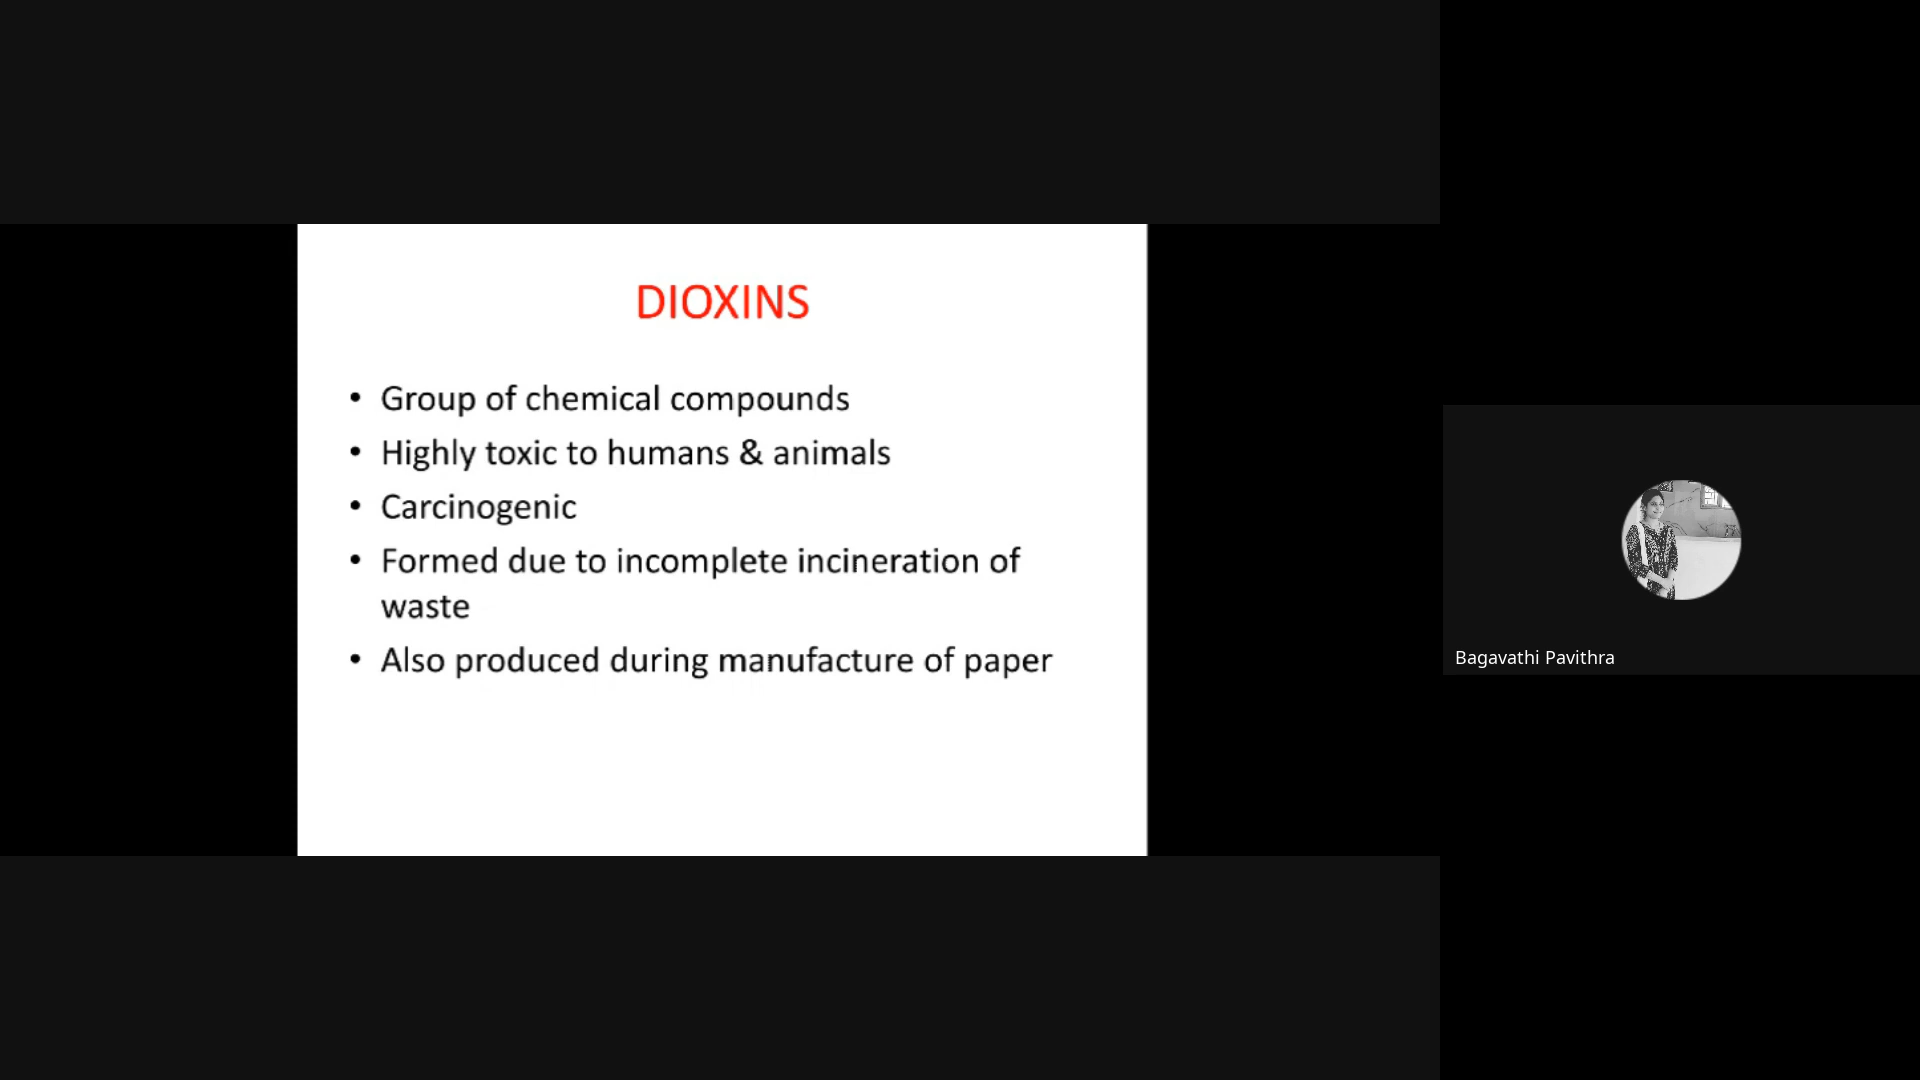 DIOXINS
• Group of chemical compounds
• Highly toxic to humans & animals
• Carcinogenic
• Formed due to incomplete incineration of
waste
• Also produced during manufacture of paper
Bagavathi Pavithra